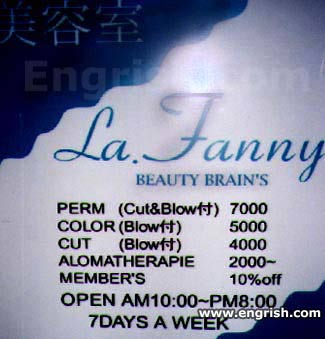 美容室
Engrish.com
La. Fanny
BEAUTY BRAIN'S
PERM (Cut&Blow付) 7000
COLOR (Blow付) 5000
CUT (Blow付) 4000
ALOMATHERAPIE 2000~
MEMBER'S 10%off
OPEN AM10:00~PM8:00
www.engrish.com
7DAYS A WEEK